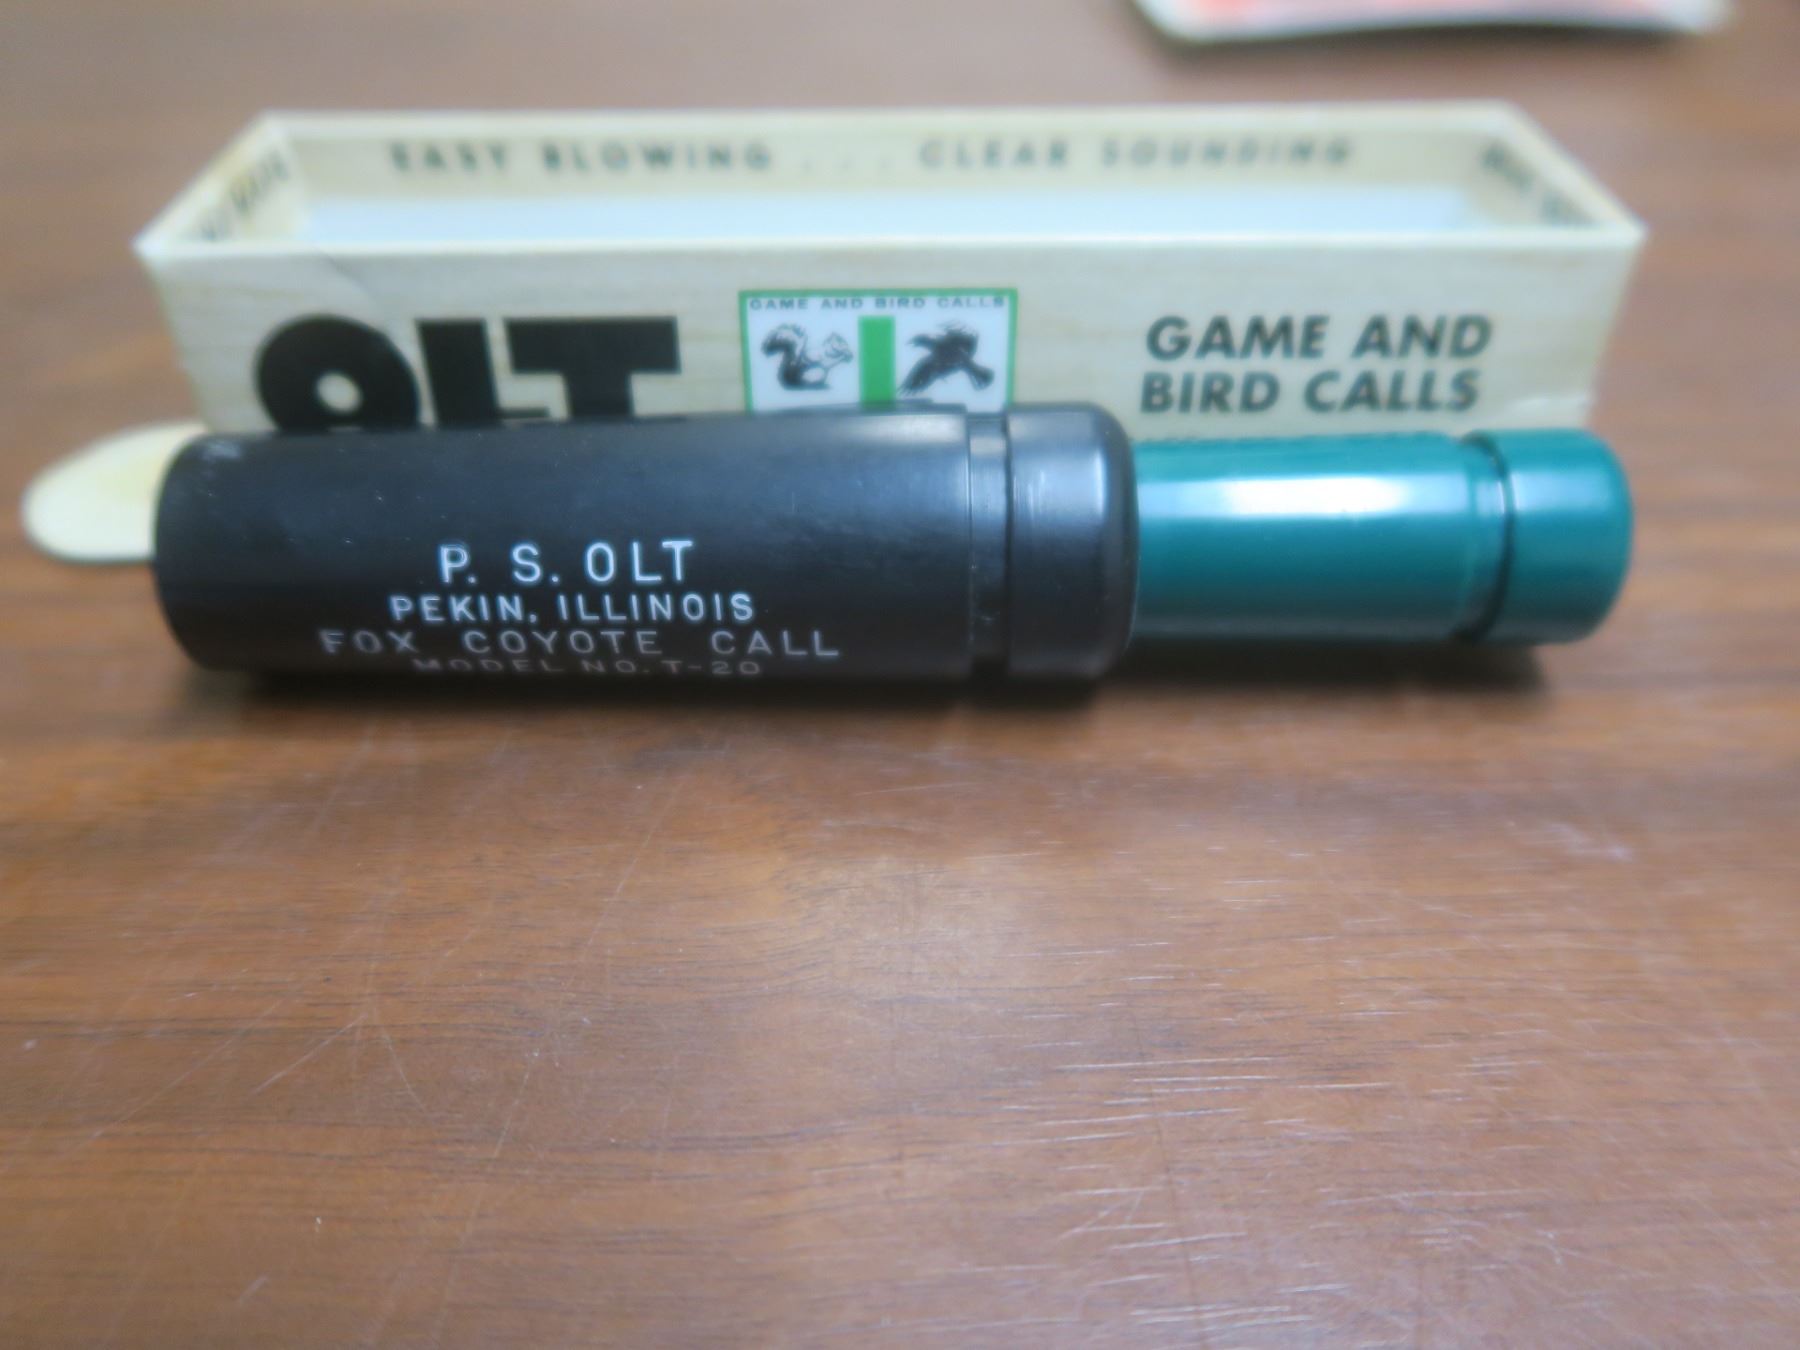 EASY BLOWING . . . CLEAR SOUNDING
OLT
GAME AND BIRD CALLS
GAME AND
BIRD CALLS
P. S. OLT
PEKIN, ILLINOIS
FOX COYOTE CALL
MODEL NO. T-20